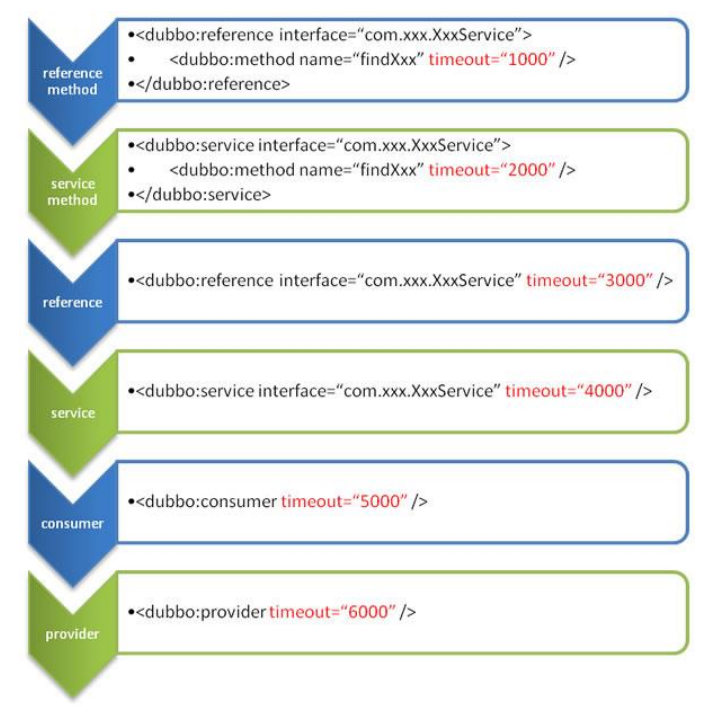 reference
method
•<dubbo:reference interface=“com.xxx.XxxService”>
• <dubbo:method name=“findXxx” timeout=“1000” />
•</dubbo:reference>
service
method
•<dubbo:service interface=“com.xxx.XxxService”>
• <dubbo:method name=“findXxx” timeout=“2000” />
•</dubbo:service>
reference
•<dubbo:reference interface=“com.xxx.XxxService” timeout=“3000” />
service
•<dubbo:service interface=“com.xxx.XxxService” timeout=“4000” />
consumer
•<dubbo:consumer timeout=“5000” />
provider
•<dubbo:provider timeout=“6000” />